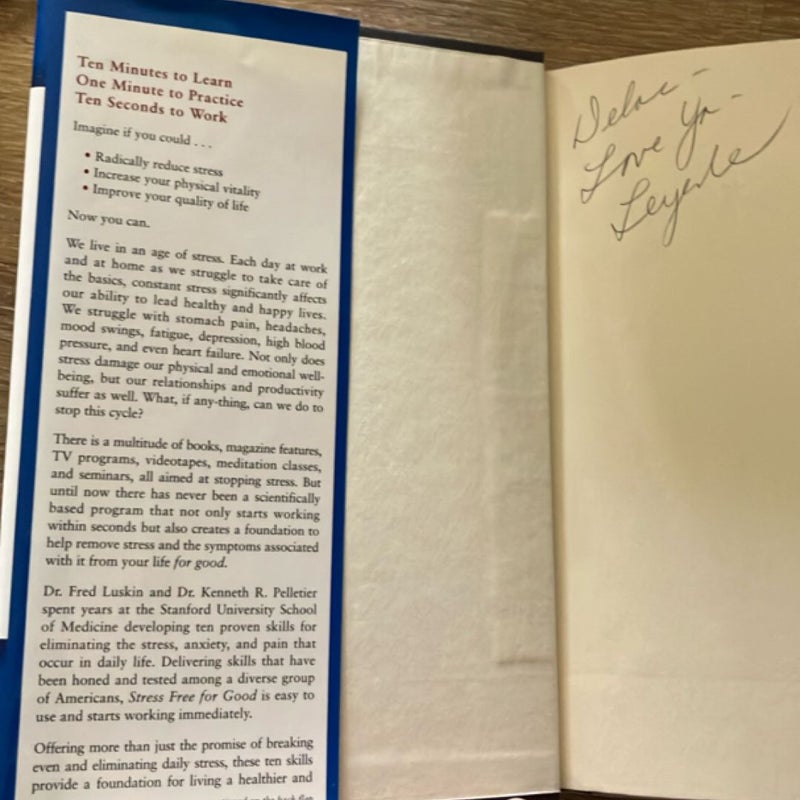 Ten Minutes to Learn
One Minute to Practice
Ten Seconds to Work
Imagine if you could . . .
• Radically reduce stress
• Increase your physical vitality
• Improve your quality of life
Now you can.
We live in an age of stress. Each day at work
and at home as we struggle to take care of
the basics, constant stress significantly affects
our ability to lead healthy and happy lives.
We struggle with stomach pain, headaches,
mood swings, fatigue, depression, high blood
pressure, and even heart failure. Not only does
stress damage our physical and emotional well-
being, but our relationships and productivity
suffer as well. What, if any-thing, can we do to
stop this cycle?
There is a multitude of books, magazine features,
TV programs, videotapes, meditation classes,
and seminars, all aimed at stopping stress. But
until now there has never been a scientifically
based program that not only starts working
within seconds but also creates a foundation to
help remove stress and the symptoms associated
with it from your life for good.
Dr. Fred Luskin and Dr. Kenneth R. Pelletier
spent years at the Stanford University School
of Medicine developing ten proven skills for
eliminating the stress, anxiety, and pain that
occur in daily life. Delivering skills that have
been honed and tested among a diverse group
of Americans, Stress Free for Good is easy to
use and starts working immediately.
Offering more than just the promise of breaking
even and eliminating daily stress, these ten skills
provide a foundation for living a healthier and
on the back flap
Love Ya -